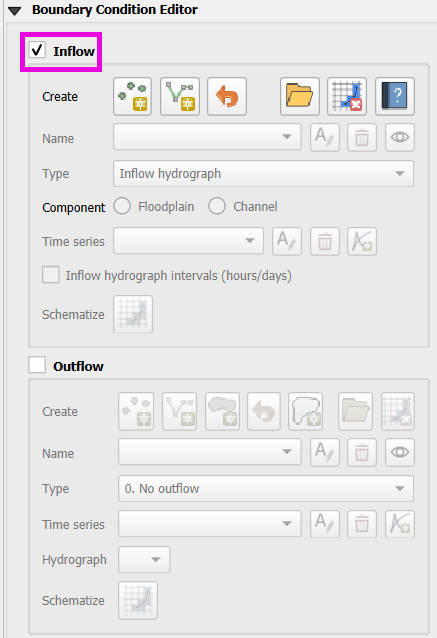 Boundary Condition Editor
Inflow
Create
Name
Type Inflow hydrograph
Component Floodplain Channel
Time series
Inflow hydrograph intervals (hours/days)
Schematize
Outflow
Create
Name
Type 0. No outflow
Time series
Hydrograph
Schematize